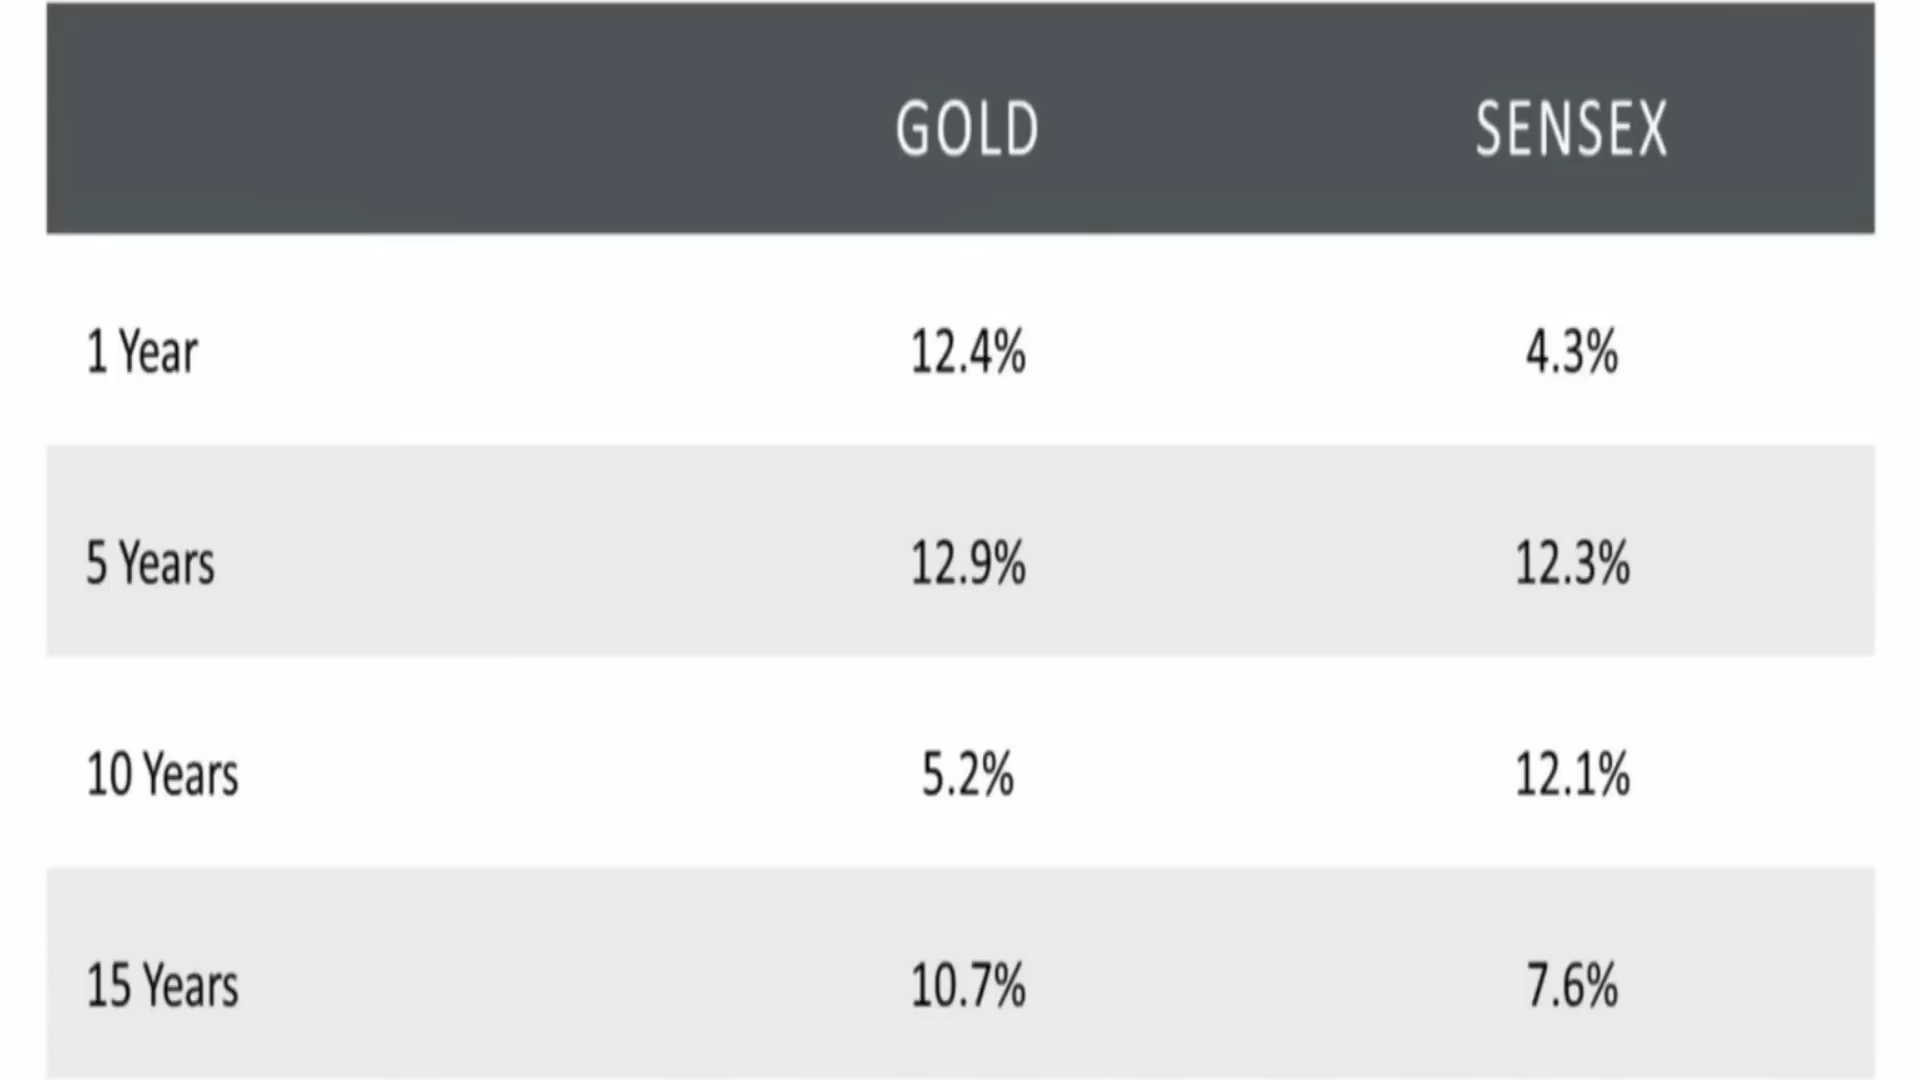 GOLD SENSEX
1 Year 12.4% 4.3%
5 Years 12.9% 12.3%
10 Years 5.2% 12.1%
15 Years 10.7% 7.6%